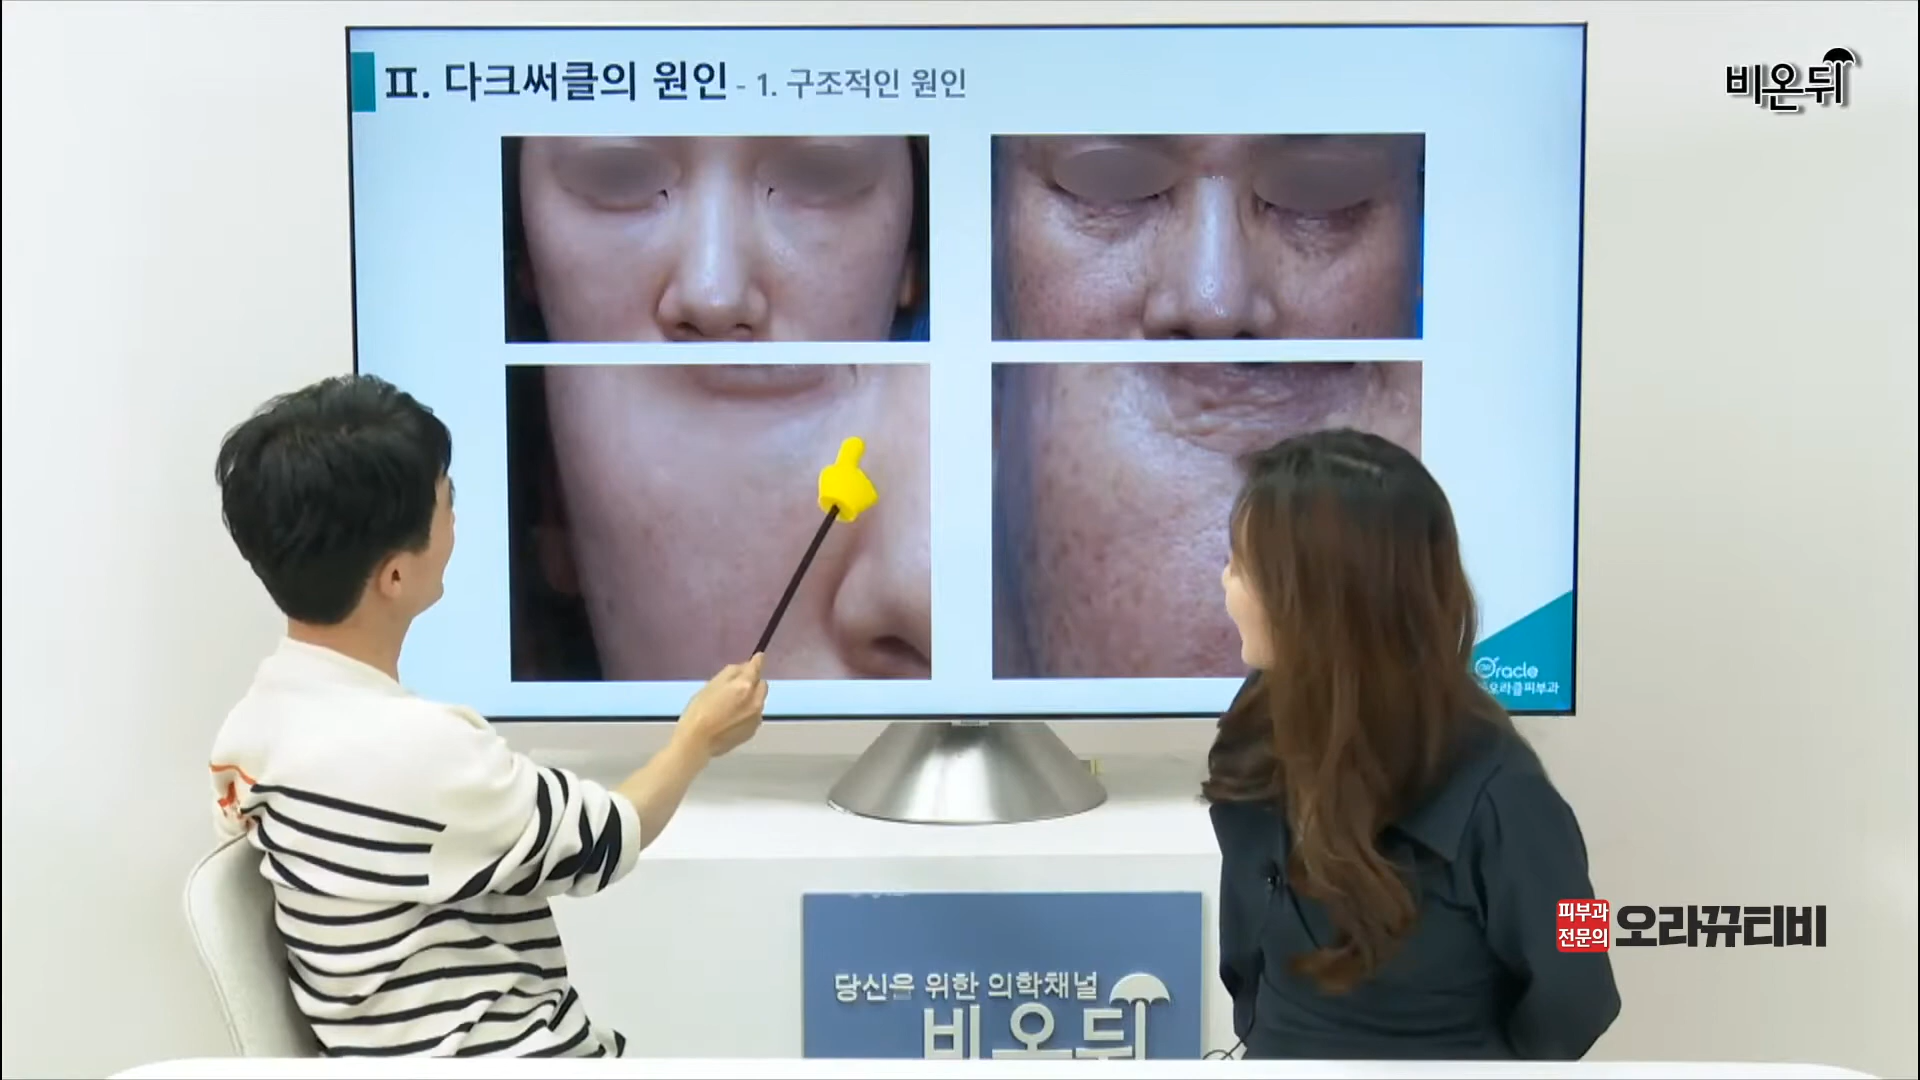 II. 다크써클의 원인 - 1. 구조적인 원인
비온뒤
Oracle
오라클피부과
피부과
전문의
오라뀨티비
당신을 위한 의학채널
비온뒤